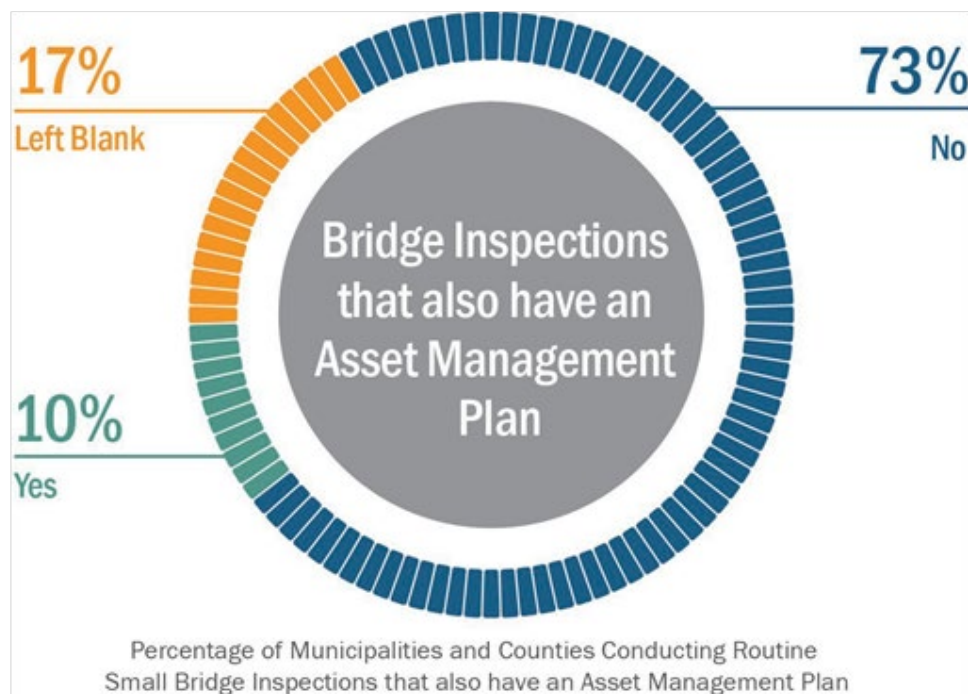 17%
Left Blank
73%
No
Bridge Inspections
that also have an
Asset Management
Plan
10%
Yes
Percentage of Municipalities and Counties Conducting Routine
Small Bridge Inspections that also have an Asset Management Plan